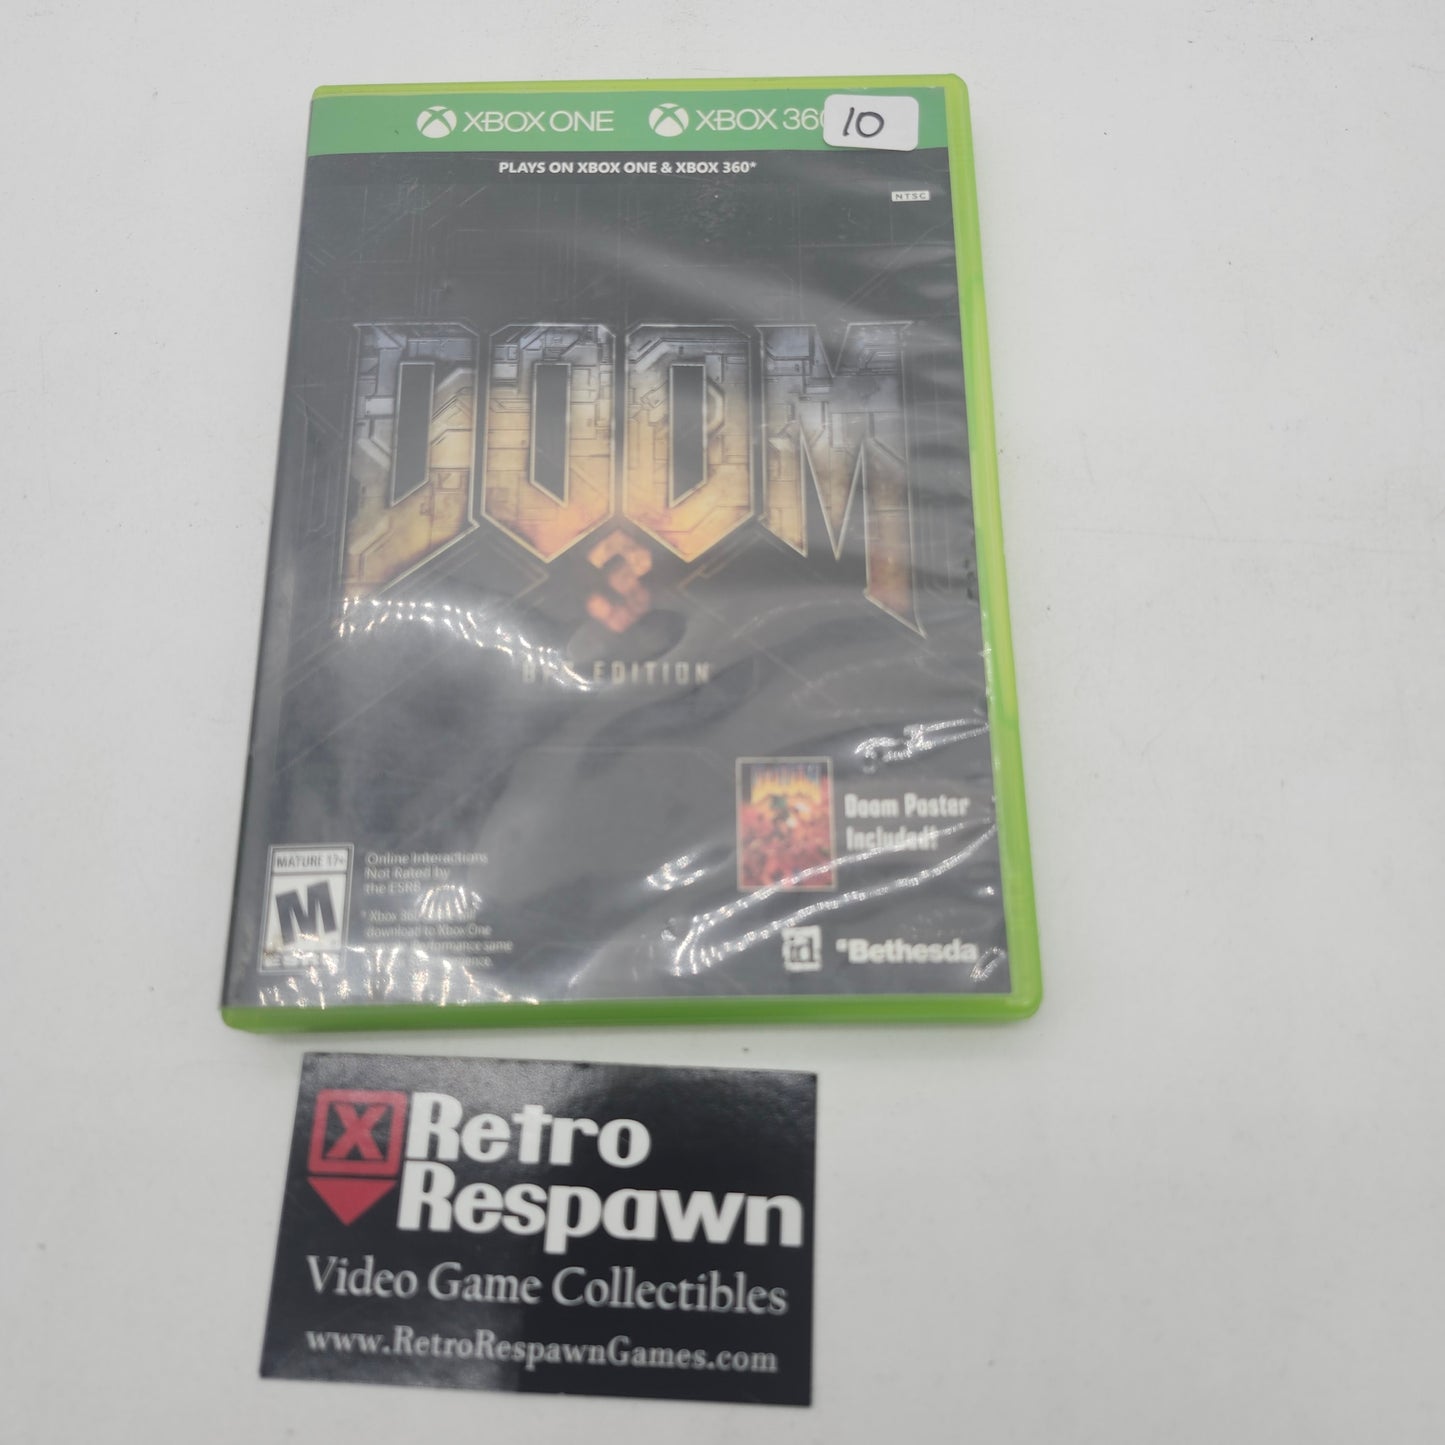 XBOX ONE XBOX 36 10
PLAYS ON XBOX ONE & XBOX 360*
NTSC
DOOM
3
EDITION
DOOM
Doom Poster
Included!
MATURE 17+
M
Online Interactions
Not Rated by
the ESRB
* Xbox 360
download to Xbox One
Performance same
id
Bethesda
X Retro
Respawn
Video Game Collectibles
www.RetroRespawnGames.com